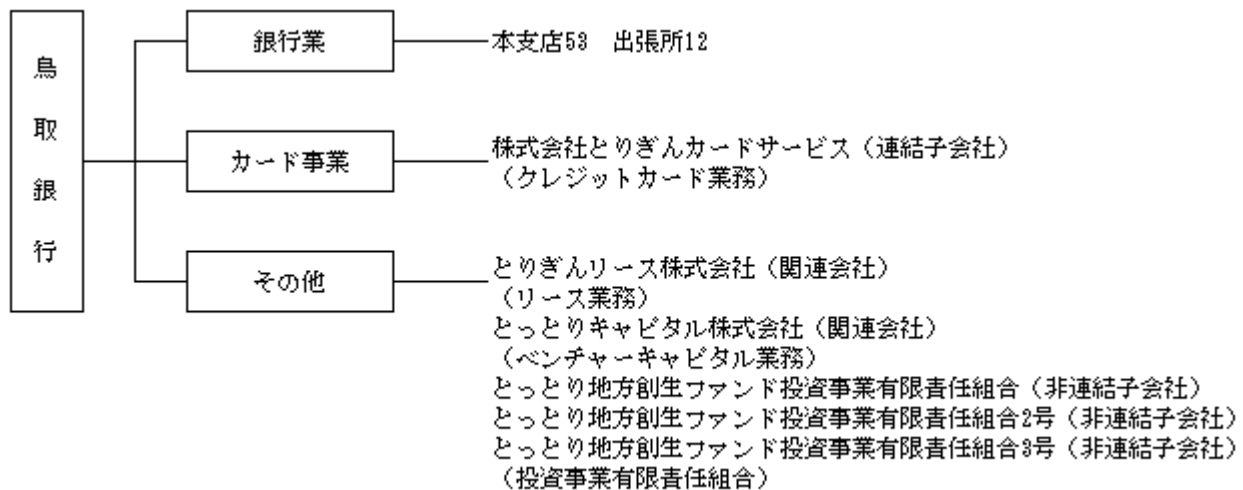 鳥取銀行
銀行業
本支店53　出張所12
カード事業
株式会社とりぎんカードサービス（連結子会社）
（クレジットカード業務）
その他
とりぎんリース株式会社（関連会社）
（リース業務）
とっとりキャピタル株式会社（関連会社）
（ベンチャーキャピタル業務）
とっとり地方創生ファンド投資事業有限責任組合（非連結子会社）
とっとり地方創生ファンド投資事業有限責任組合2号（非連結子会社）
とっとり地方創生ファンド投資事業有限責任組合3号（非連結子会社）
（投資事業有限責任組合）